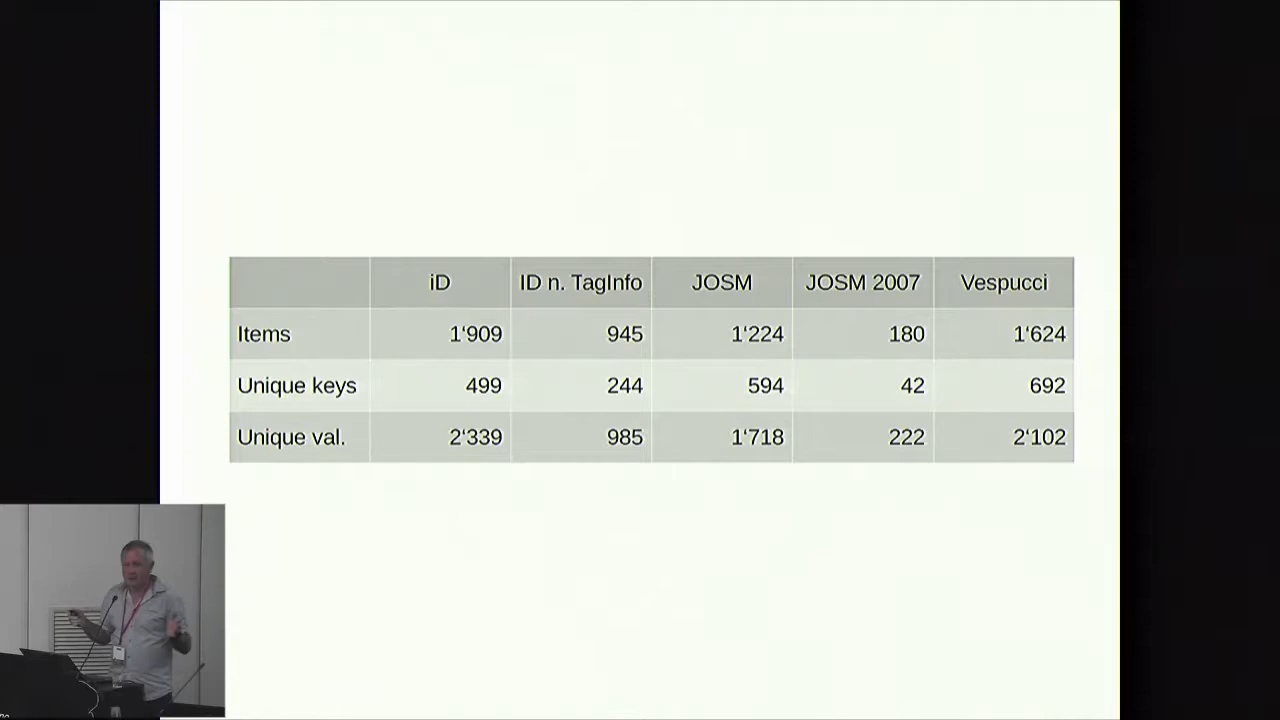 iD ID n. TagInfo JOSM JOSM 2007 Vespucci
Items 1‘909 945 1‘224 180 1‘624
Unique keys 499 244 594 42 692
Unique val. 2‘339 985 1‘718 222 2‘102